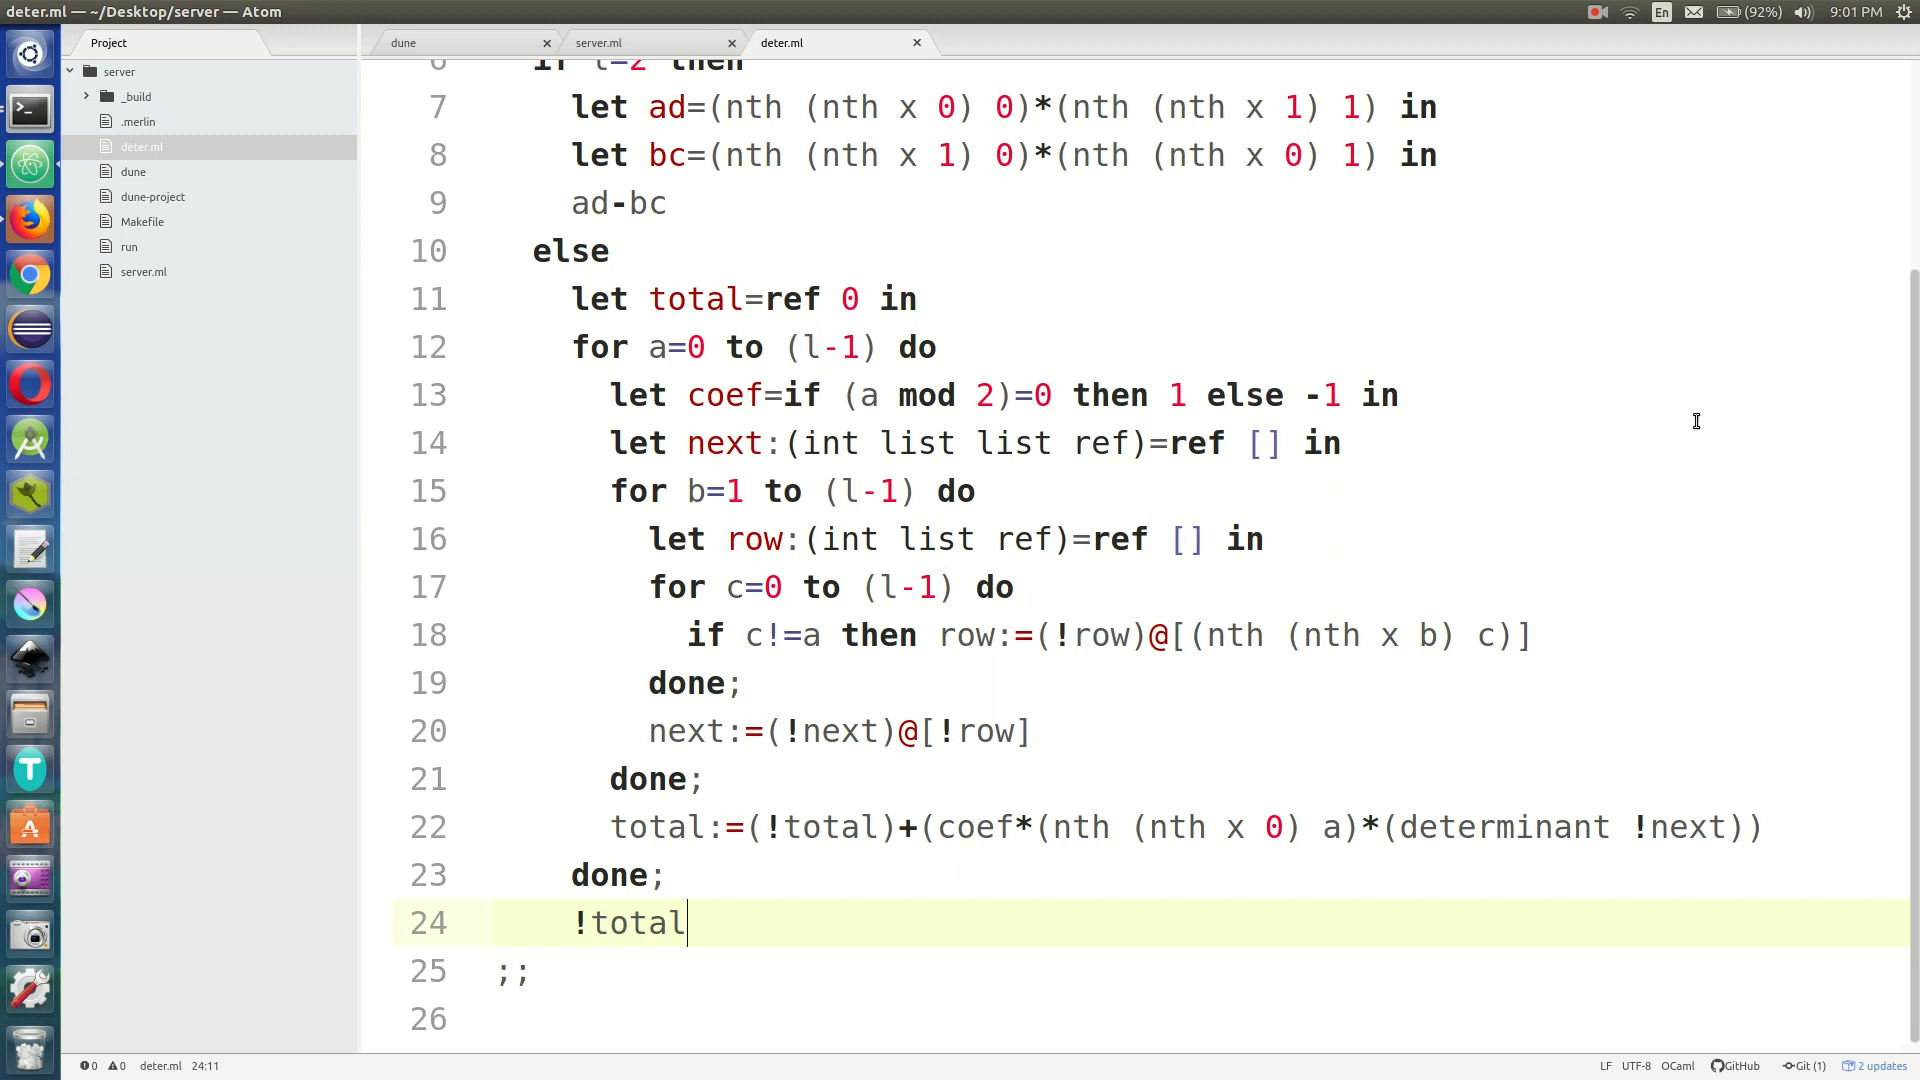 deter.ml — ~/Desktop/server — Atom
En
(92%)
9:01 PM
Project
dune
server.ml
deter.ml
server
_build
.merlin
deter.ml
dune
dune-project
Makefile
run
server.ml
6 if l=2 then
7 let ad=(nth (nth x 0) 0)*(nth (nth x 1) 1) in
8 let bc=(nth (nth x 1) 0)*(nth (nth x 0) 1) in
9 ad-bc
10 else
11 let total=ref 0 in
12 for a=0 to (l-1) do
13 let coef=if (a mod 2)=0 then 1 else -1 in
14 let next:(int list list ref)=ref [] in
15 for b=1 to (l-1) do
16 let row:(int list ref)=ref [] in
17 for c=0 to (l-1) do
18 if c!=a then row:=(!row)@[(nth (nth x b) c)]
19 done;
20 next:=(!next)@[!row]
21 done;
22 total:=(!total)+(coef*(nth (nth x 0) a)*(determinant !next))
23 done;
24 !total
25 ;;
26
0 0 deter.ml 24:11
LF UTF-8 OCaml GitHub Git (1) 2 updates